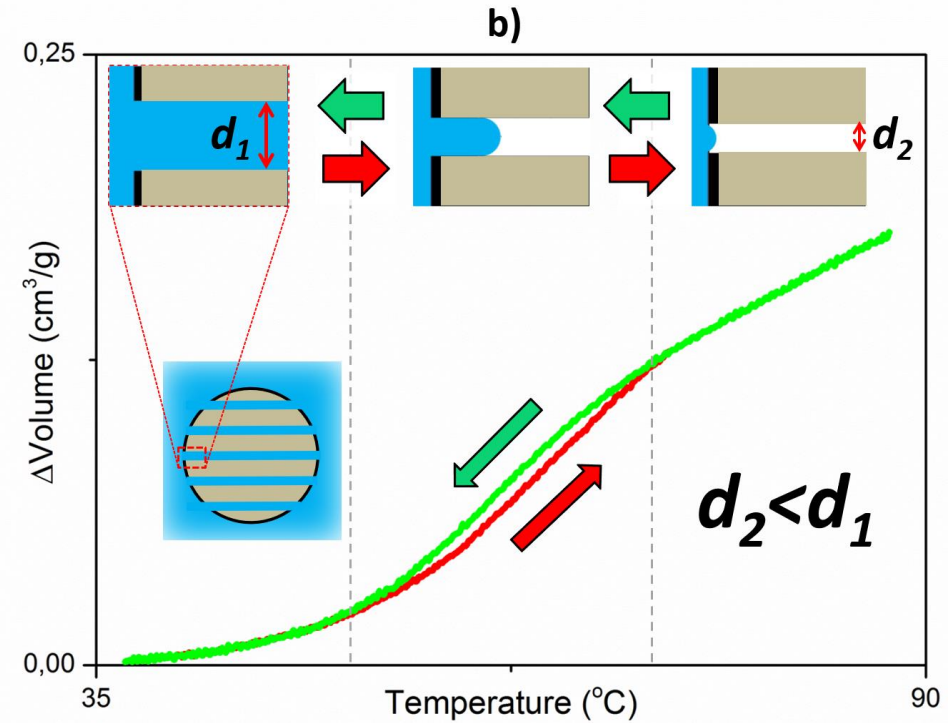 b)
0,25
d₁
d₂
ΔVolume (cm³/g)
d₂<d₁
0,00
35
Temperature (°C)
90